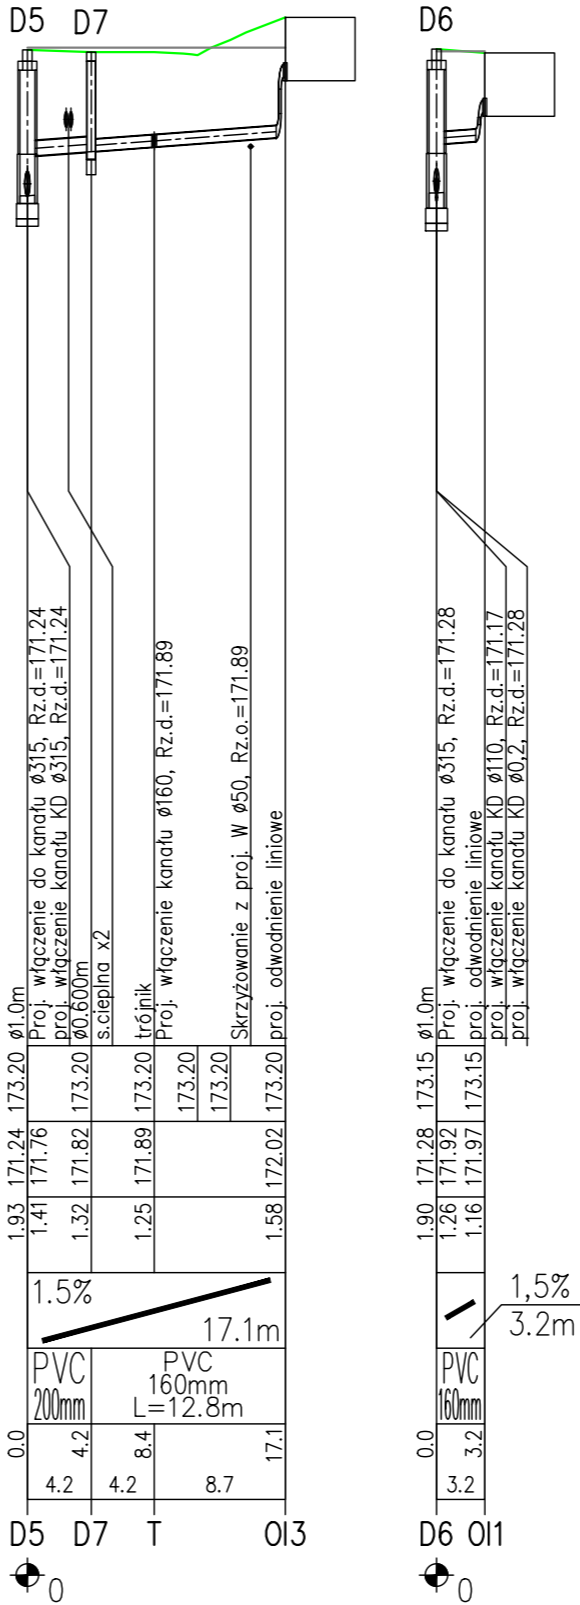 D5 D7 D6
Proj. włączenie do kanału ø315, Rz.d.=171.24
proj. włączenie kanału KD ø315, Rz.d.=171.24
s.cieplna x2
Proj. włączenie kanału ø160, Rz.d.=171.89
Skrzyżowanie z proj. W ø50, Rz.o.=171.89
proj. odwodnienie liniowe
Proj. włączenie do kanału ø315, Rz.d.=171.28
proj. odwodnienie liniowe
proj. włączenie kanału KD ø110, Rz.d.=171.17
proj. włączenie kanału KD ø0,2, Rz.d.=171.28
ø1.0m ø0.600m trójnik ø1.0m
173.20 173.20 173.20 173.20 173.20 173.20 173.15 173.15
171.24 171.76 171.82 171.89 172.02 171.28 171.92 171.97
1.93 1.41 1.32 1.25 1.58 1.90 1.26 1.16
1.5%
17.1m
1,5%
3.2m
PVC
200mm
PVC
160mm
L=12.8m
PVC
160mm
0.0 4.2 8.4 17.1 0.0 3.2
4.2 4.2 8.7 3.2
D5 D7 T Ol3 D6 Ol1
0 0